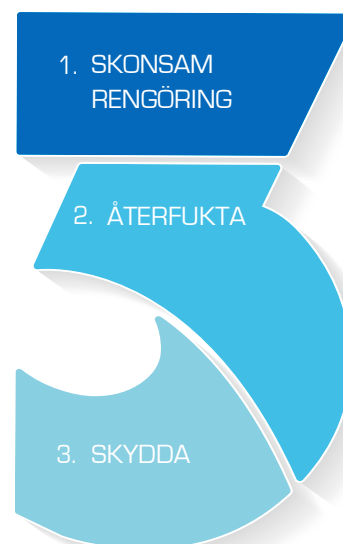 1. SKONSAM
RENGÖRING
2. ÅTERFUKTA
3. SKYDDA